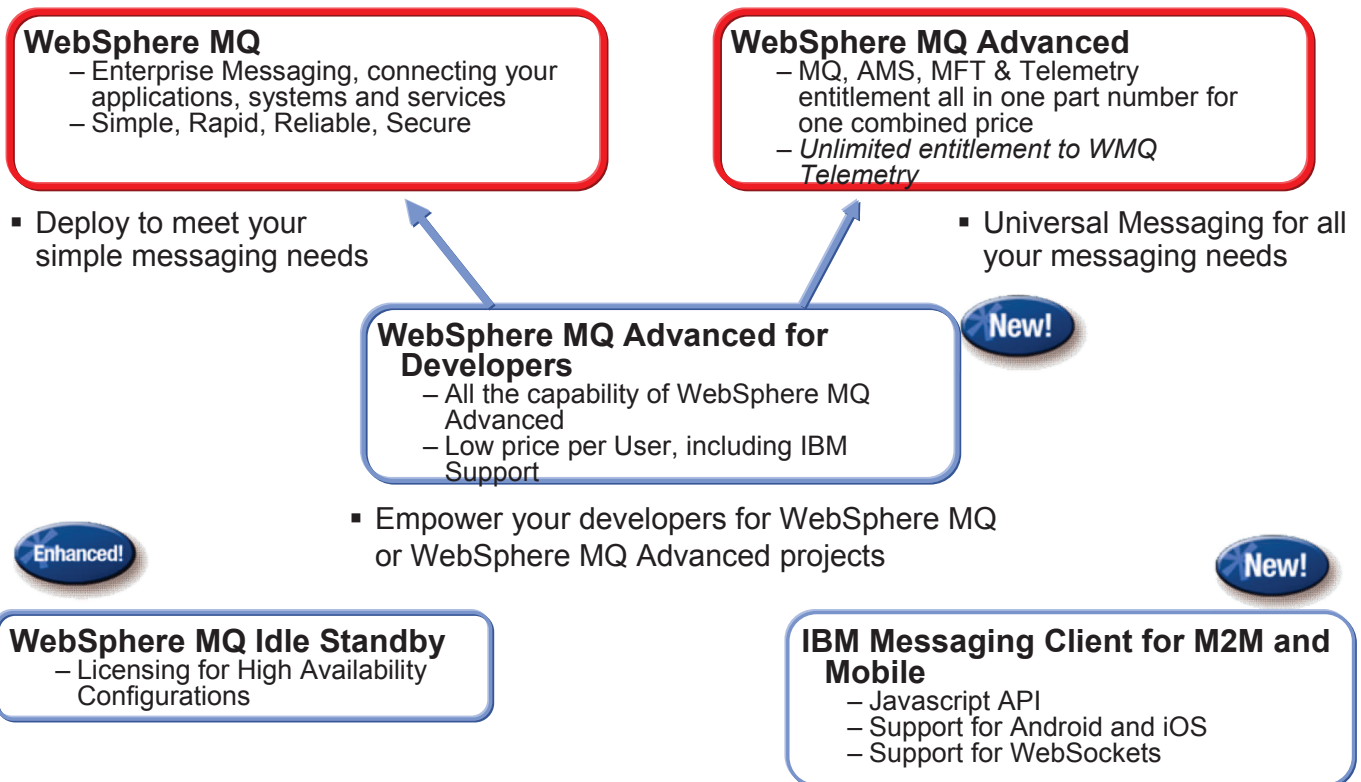 WebSphere MQ
– Enterprise Messaging, connecting your
applications, systems and services
– Simple, Rapid, Reliable, Secure
WebSphere MQ Advanced
– MQ, AMS, MFT & Telemetry
entitlement all in one part number for
one combined price
– Unlimited entitlement to WMQ
Telemetry
▪ Deploy to meet your
simple messaging needs
▪ Universal Messaging for all
your messaging needs
New!
WebSphere MQ Advanced for
Developers
– All the capability of WebSphere MQ
Advanced
– Low price per User, including IBM
Support
▪ Empower your developers for WebSphere MQ
or WebSphere MQ Advanced projects
Enhanced!
WebSphere MQ Idle Standby
– Licensing for High Availability
Configurations
New!
IBM Messaging Client for M2M and
Mobile
– Javascript API
– Support for Android and iOS
– Support for WebSockets